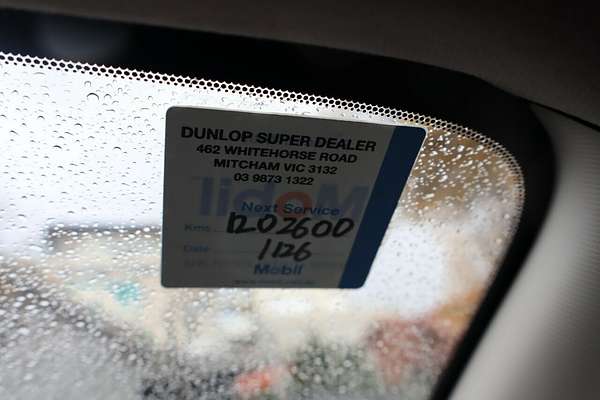 DUNLOP SUPER DEALER
462 WHITEHORSE ROAD
MITCHAM VIC 3132
03 9873 1322
Next Service
Kms 1202600
Date 1/26
Mobil